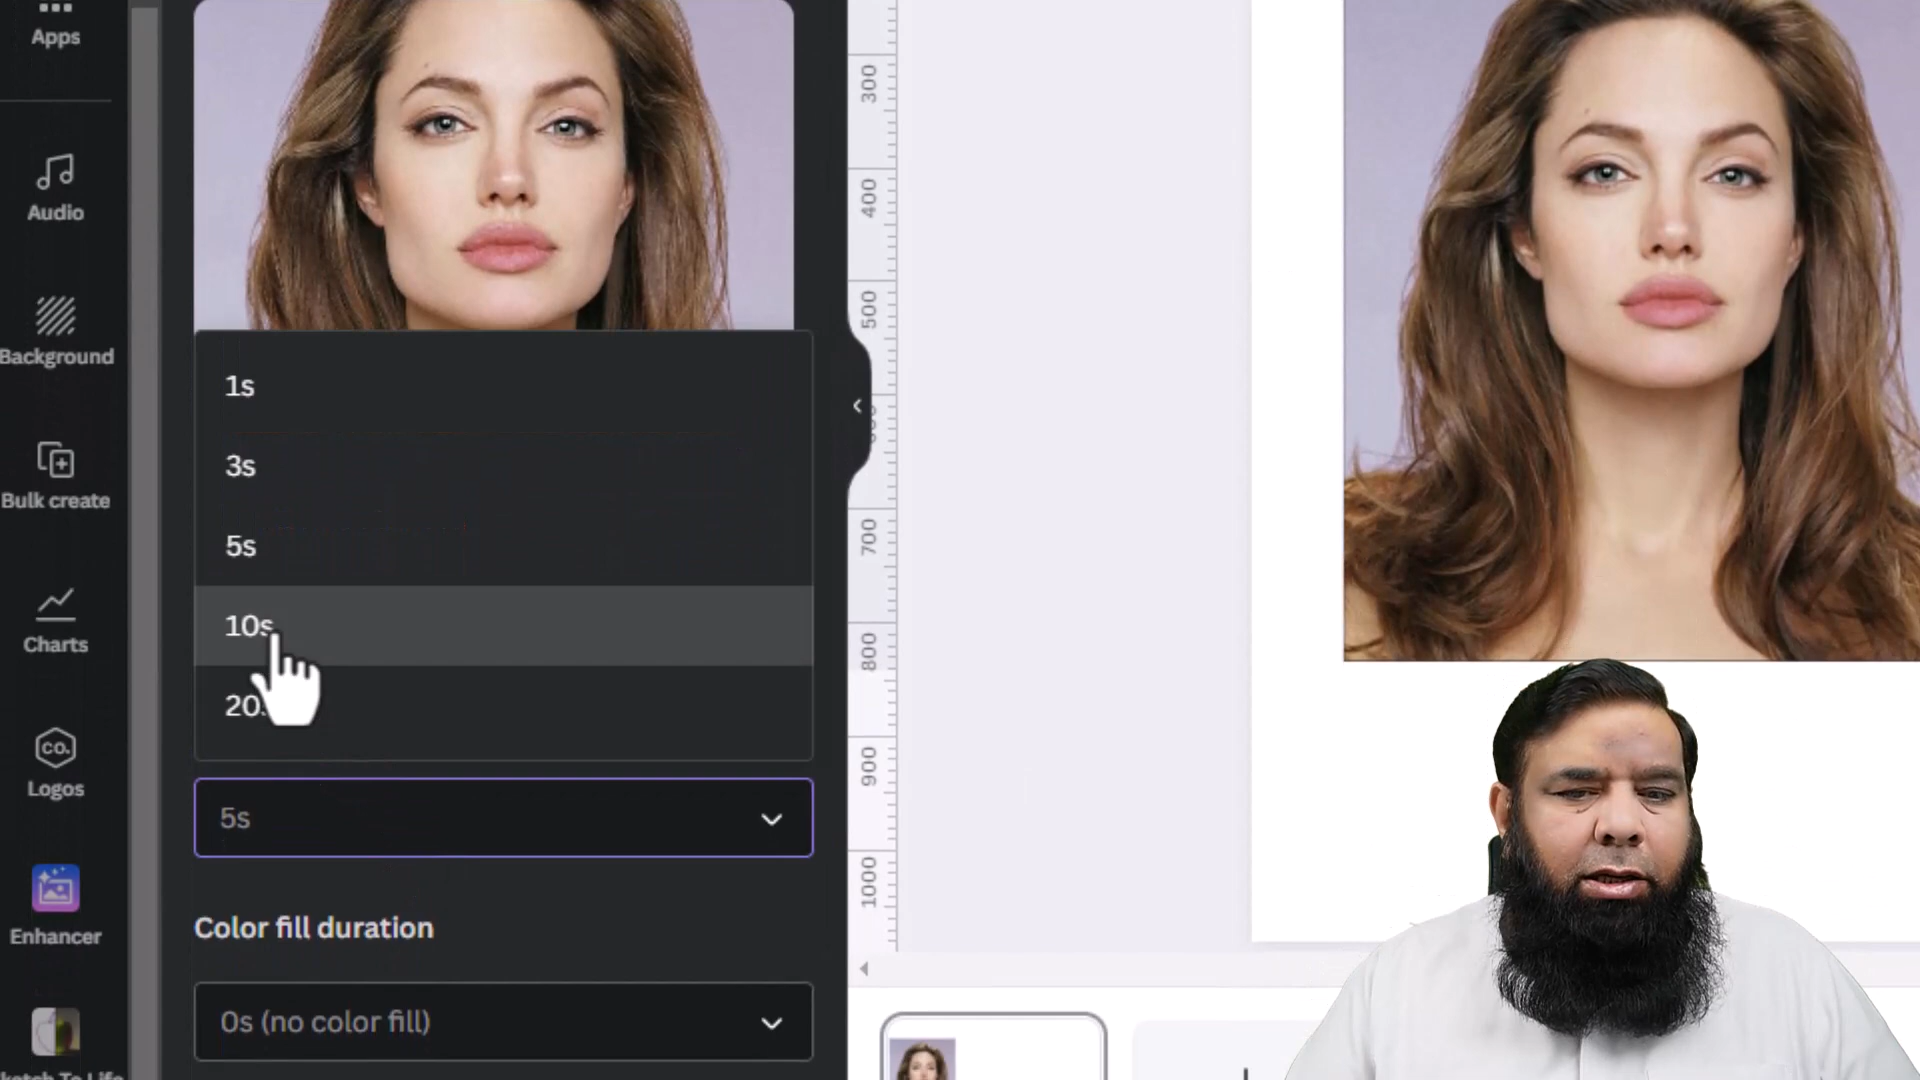 Apps
Audio
Background
Bulk create
Charts
co.
Logos
Enhancer
1s
3s
5s
10s
5s
Color fill duration
0s (no color fill)
300
400
500
700
800
900
1000